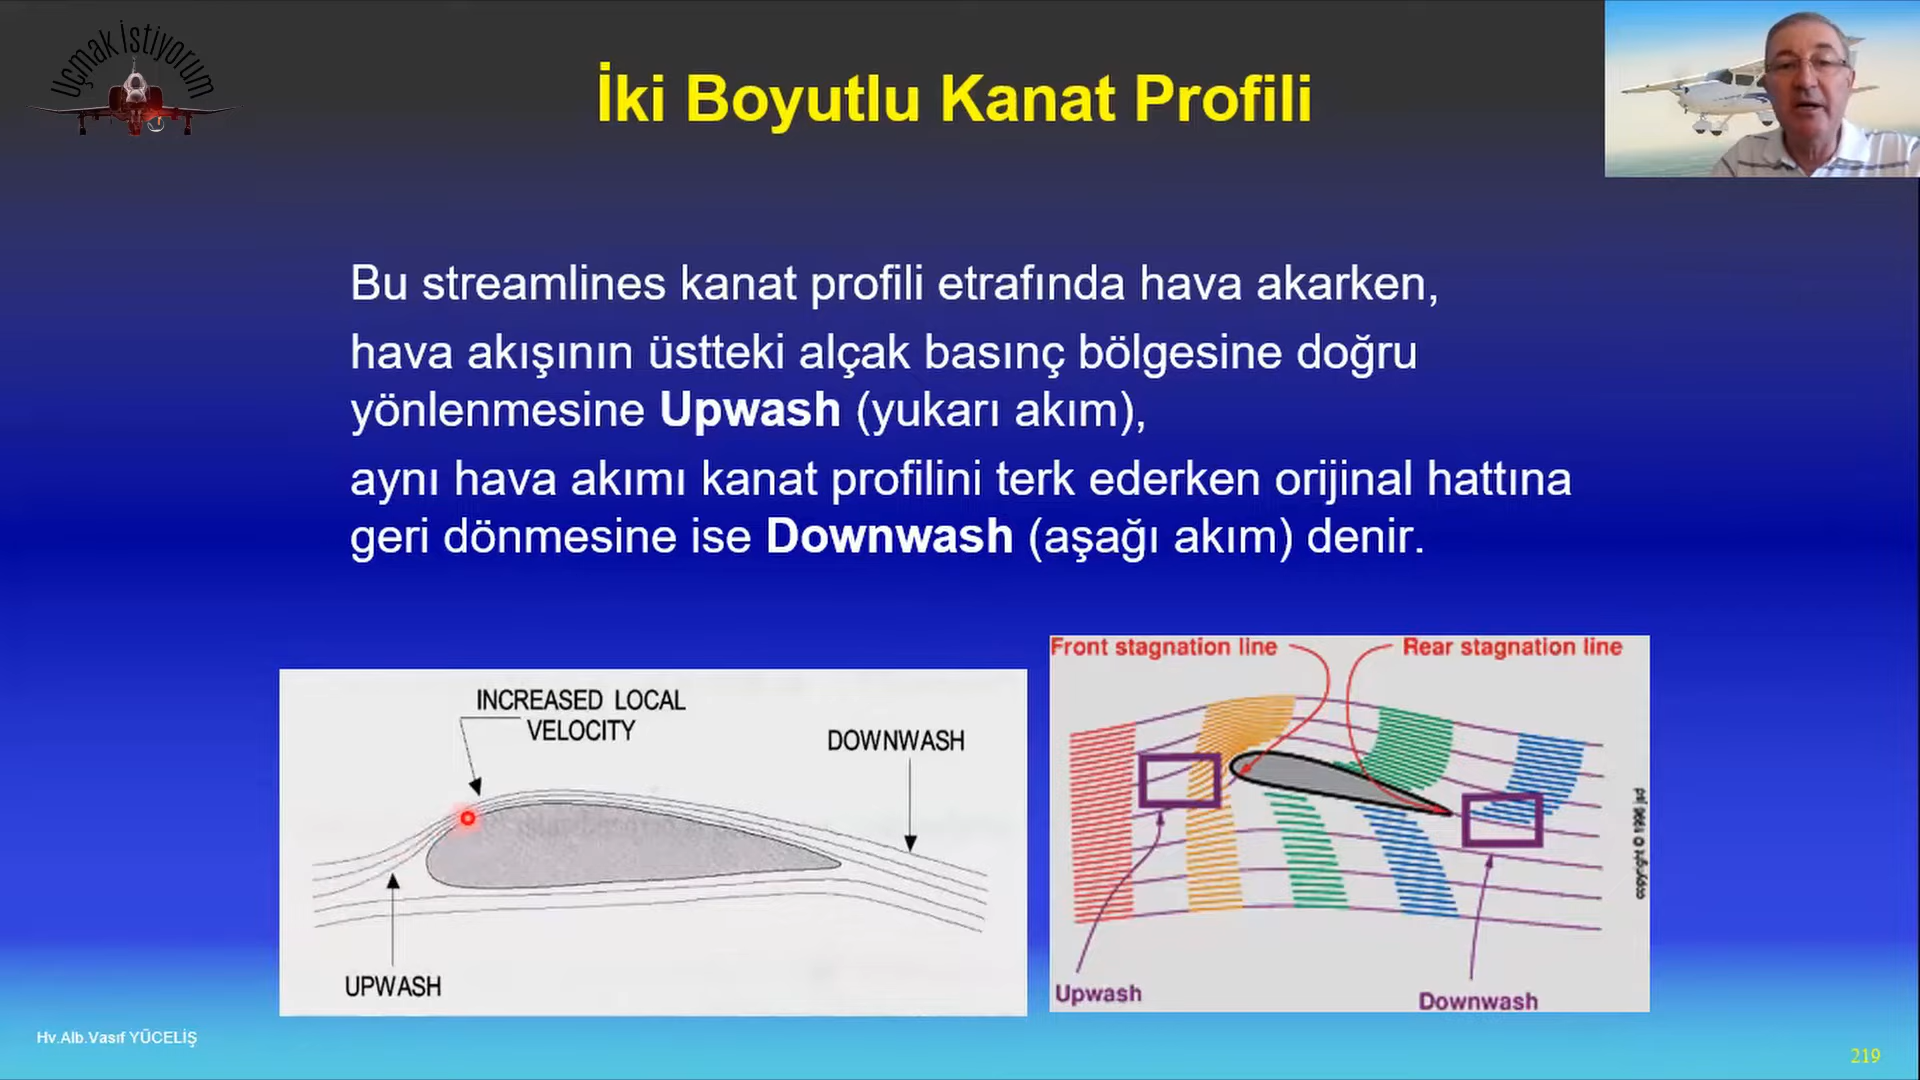 Uçmak İstiyorum
İki Boyutlu Kanat Profili
Bu streamlines kanat profili etrafında hava akarken,
hava akışının üstteki alçak basınç bölgesine doğru
yönlenmesine Upwash (yukarı akım),
aynı hava akımı kanat profilini terk ederken orijinal hattına
geri dönmesine ise Downwash (aşağı akım) denir.
INCREASED LOCAL
VELOCITY
DOWNWASH
UPWASH
Front stagnation line
Rear stagnation line
copyright © 1996 jsd
Upwash
Downwash
Hv.Alb.Vasıf YÜCELİŞ
219